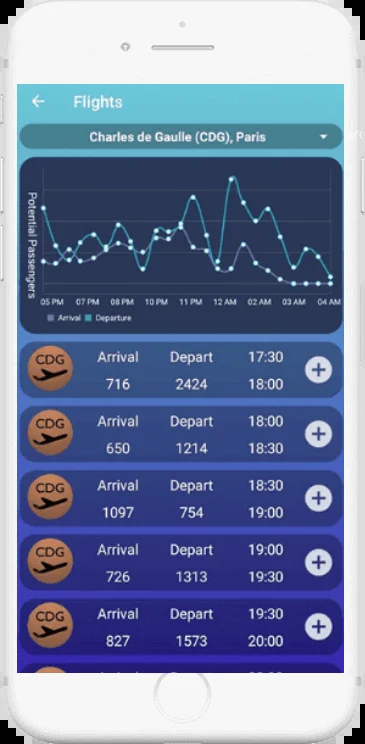 Flights
Charles de Gaulle (CDG), Paris
Potential Passengers
05 PM 07 PM 08 PM 10 PM 11 PM 12 AM 02 AM 03 AM 04 AM
Arrival Departure
CDG Arrival Depart 17:30
716 2424 18:00
CDG Arrival Depart 18:00
650 1214 18:30
CDG Arrival Depart 18:30
1097 754 19:00
CDG Arrival Depart 19:00
726 1313 19:30
CDG Arrival Depart 19:30
827 1573 20:00